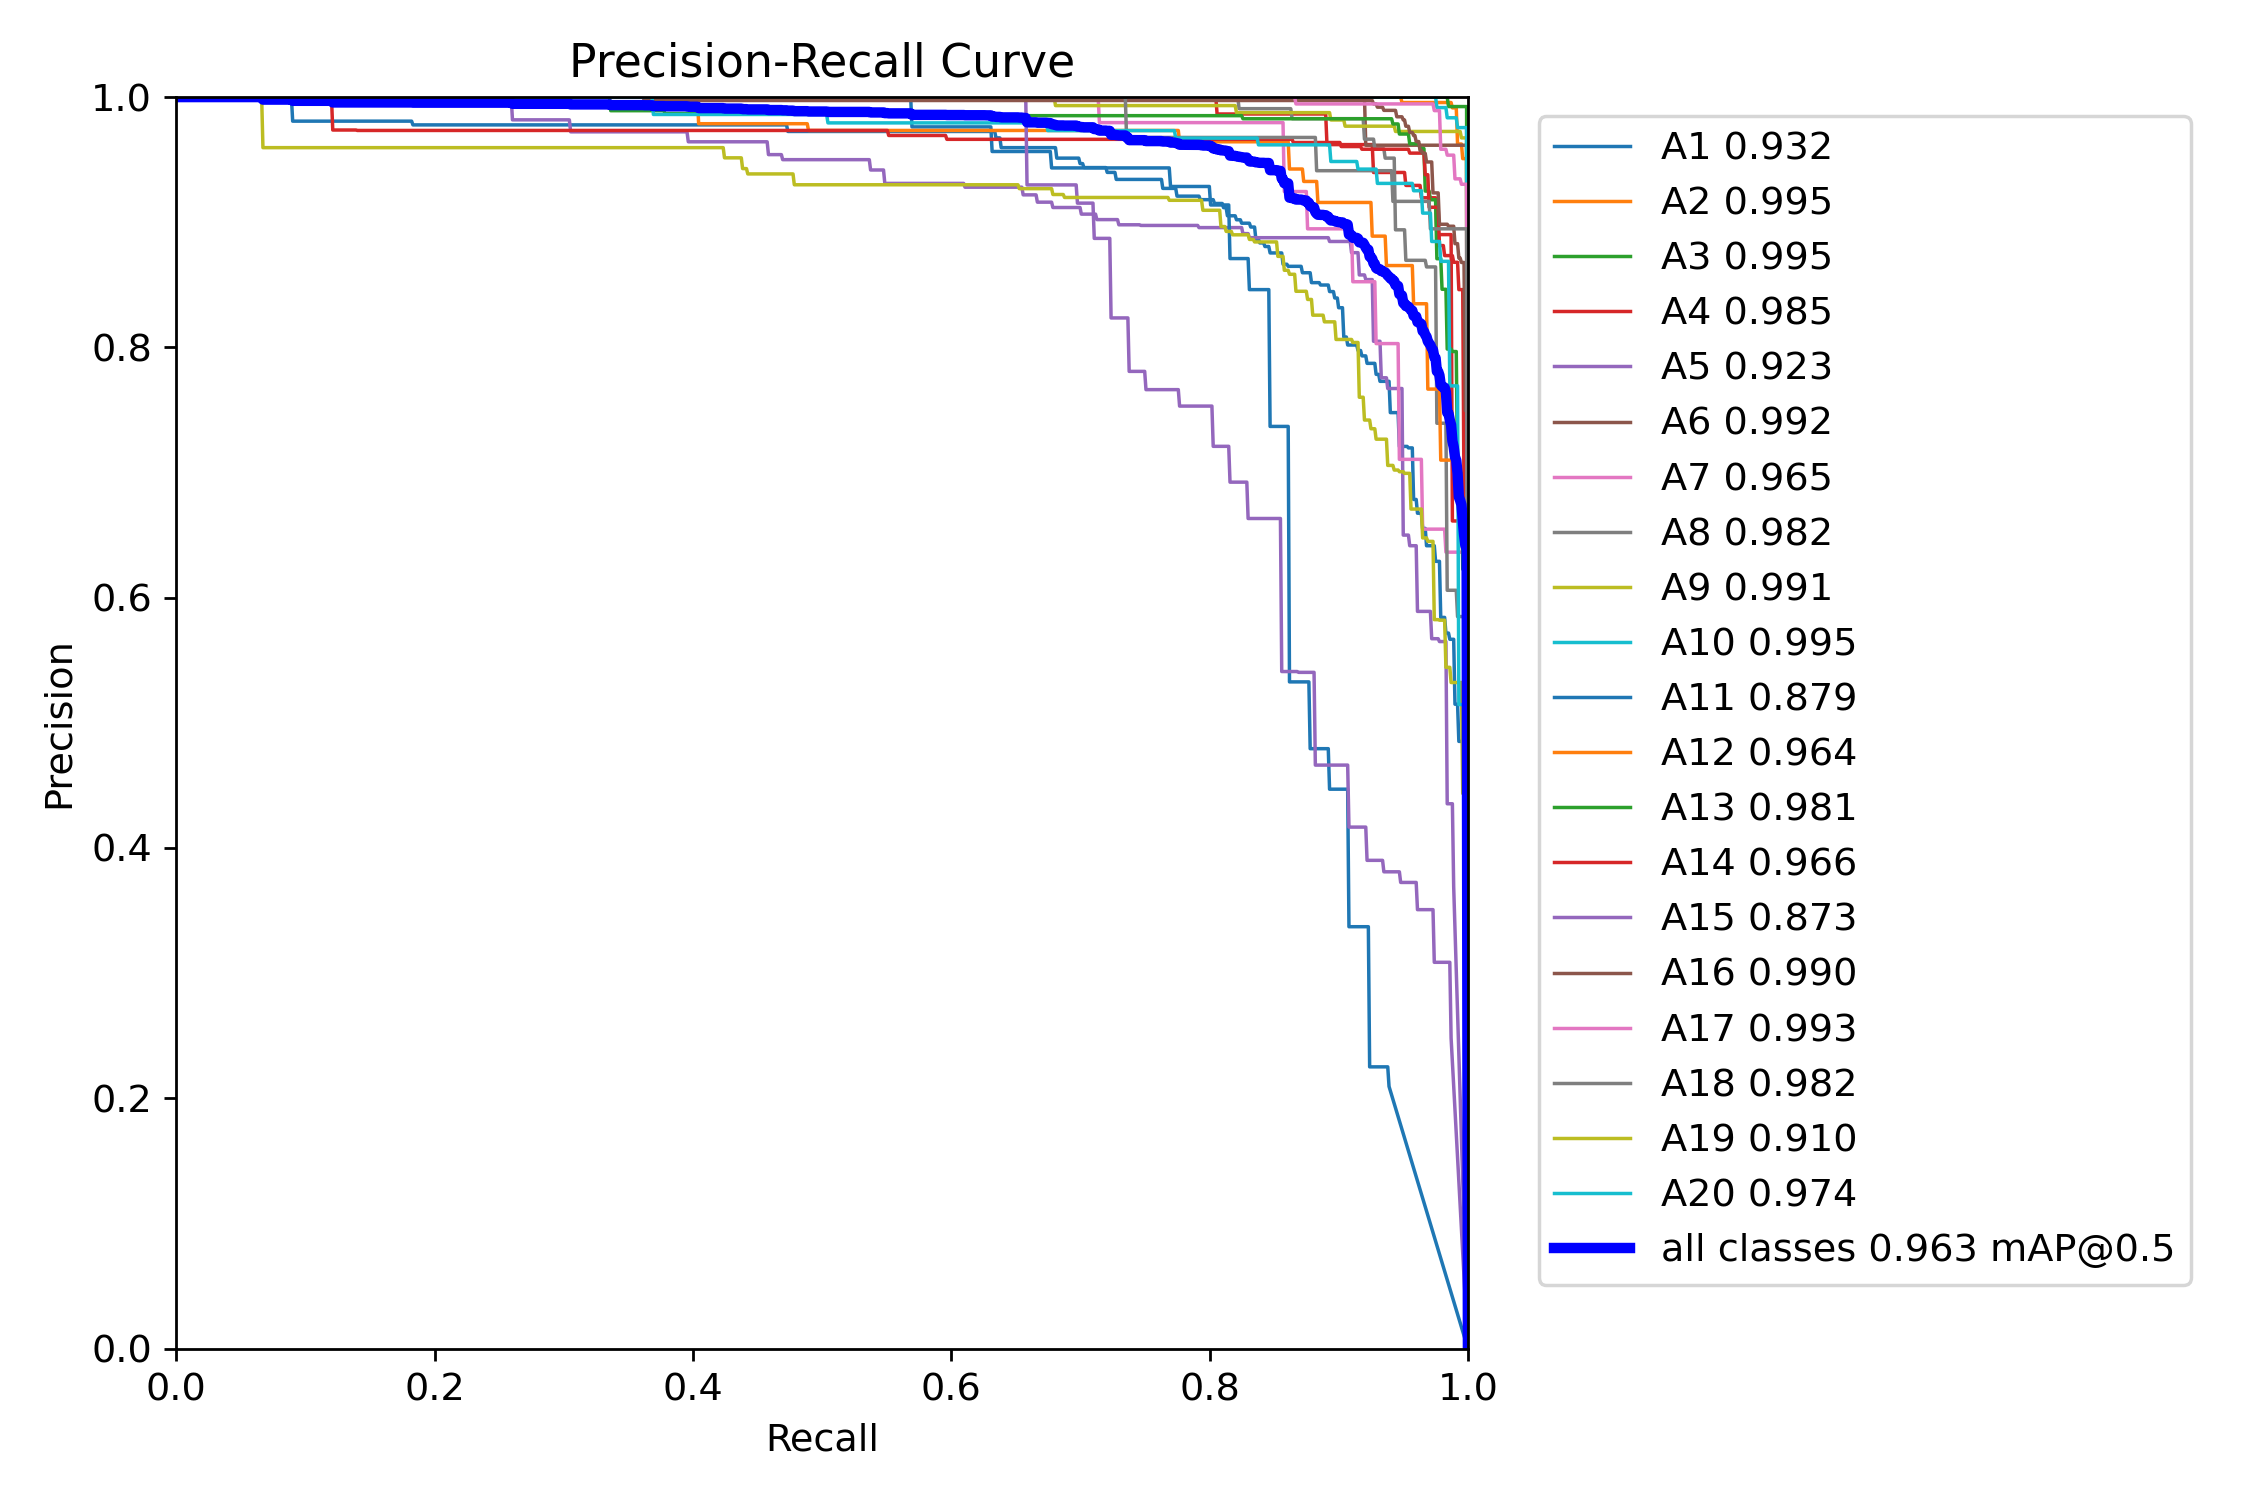 Precision-Recall Curve
1.0
0.8
0.6
0.4
0.2
0.0
Precision
0.0 0.2 0.4 0.6 0.8 1.0
Recall
A1 0.932
A2 0.995
A3 0.995
A4 0.985
A5 0.923
A6 0.992
A7 0.965
A8 0.982
A9 0.991
A10 0.995
A11 0.879
A12 0.964
A13 0.981
A14 0.966
A15 0.873
A16 0.990
A17 0.993
A18 0.982
A19 0.910
A20 0.974
all classes 0.963 mAP@0.5